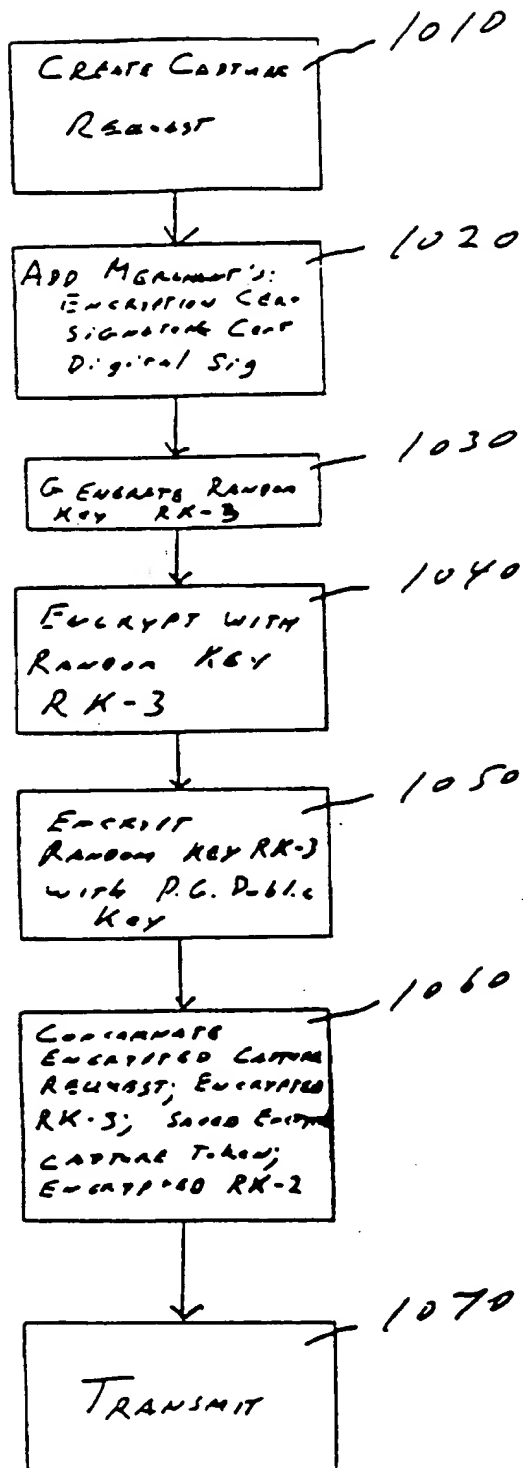 1010
CREATE CAPTURE
REQUEST
1020
ADD MERCHANT'S:
ENCRYPTION CERT
SIGNATURE CERT
Digital Sig
1030
GENERATE RANDOM
KEY RK-3
1040
ENCRYPT WITH
RANDOM KEY
RK-3
1050
ENCRYPT
RANDOM KEY RK-3
with P.G. Public
Key
1060
CONCATNATE
ENCRYPTED CAPTURE
REQUEST; ENCRYPTED
RK-3; SAVED
CAPTURE TOKEN;
ENCRYPTED RK-2
1070
TRANSMIT